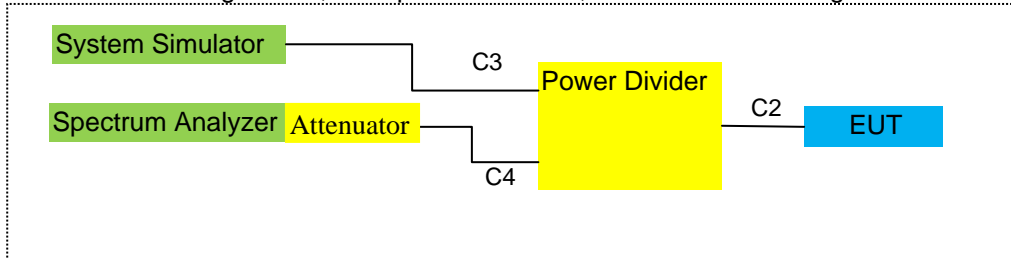 System Simulator
C3
Power Divider
C2
Spectrum Analyzer
Attenuator
EUT
C4